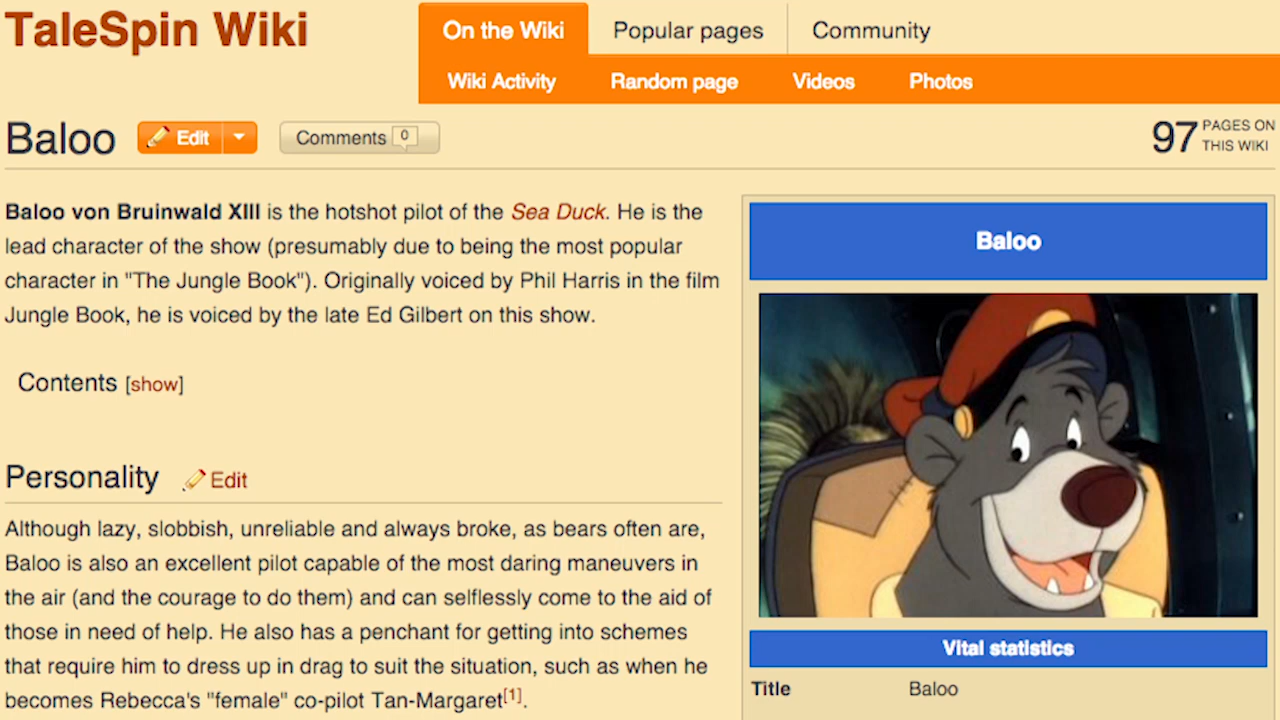 TaleSpin Wiki
On the Wiki Popular pages Community
Wiki Activity Random page Videos Photos
Baloo Edit Comments 0
97 PAGES ON
THIS WIKI
Baloo von Bruinwald XIII is the hotshot pilot of the Sea Duck. He is the
lead character of the show (presumably due to being the most popular
character in "The Jungle Book"). Originally voiced by Phil Harris in the film
Jungle Book, he is voiced by the late Ed Gilbert on this show.
Contents [show]
Personality Edit
Although lazy, slobbish, unreliable and always broke, as bears often are,
Baloo is also an excellent pilot capable of the most daring maneuvers in
the air (and the courage to do them) and can selflessly come to the aid of
those in need of help. He also has a penchant for getting into schemes
that require him to dress up in drag to suit the situation, such as when he
becomes Rebecca's "female" co-pilot Tan-Margaret[1].
Baloo
Vital statistics
Title Baloo